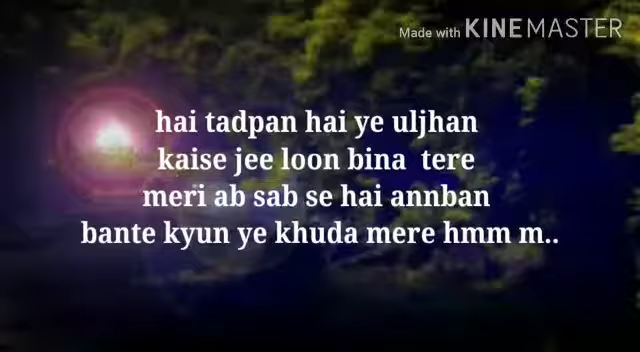 Made with KINEMASTER
hai tadpan hai ye uljhan
kaise jee loon bina tere
meri ab sab se hai annban
bante kyun ye khuda mere hmm m..